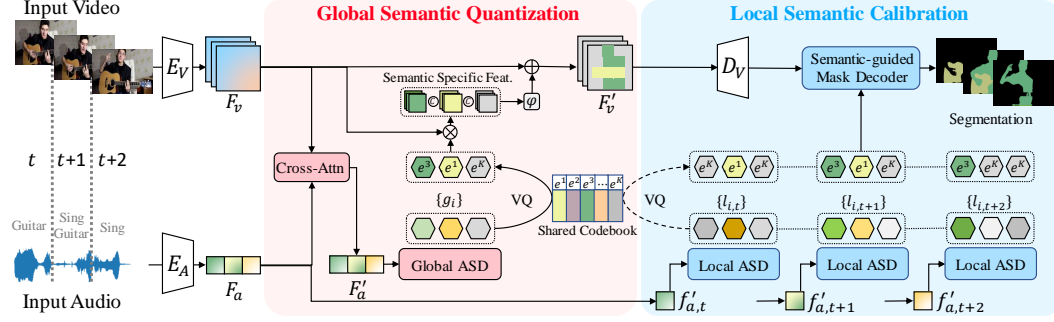 Input Video
Global Semantic Quantization
Local Semantic Calibration
E_V
F_v
Semantic Specific Feat.
© ©
φ
F'_v
D_V
Semantic-guided
Mask Decoder
Segmentation
t
t+1
t+2
Cross-Attn
e^3 e^1 e^K
{g_i}
VQ
e^1 e^2 e^3 ... e^K
Shared Codebook
VQ
e^K e^1 e^K
e^3 e^1 e^K
e^3 e^K e^K
{l_{i,t}}
{l_{i,t+1}}
{l_{i,t+2}}
Guitar
Sing
Guitar
Sing
E_A
F_a
F'_a
Global ASD
Local ASD
Local ASD
Local ASD
f'_{a,t}
f'_{a,t+1}
f'_{a,t+2}
Input Audio